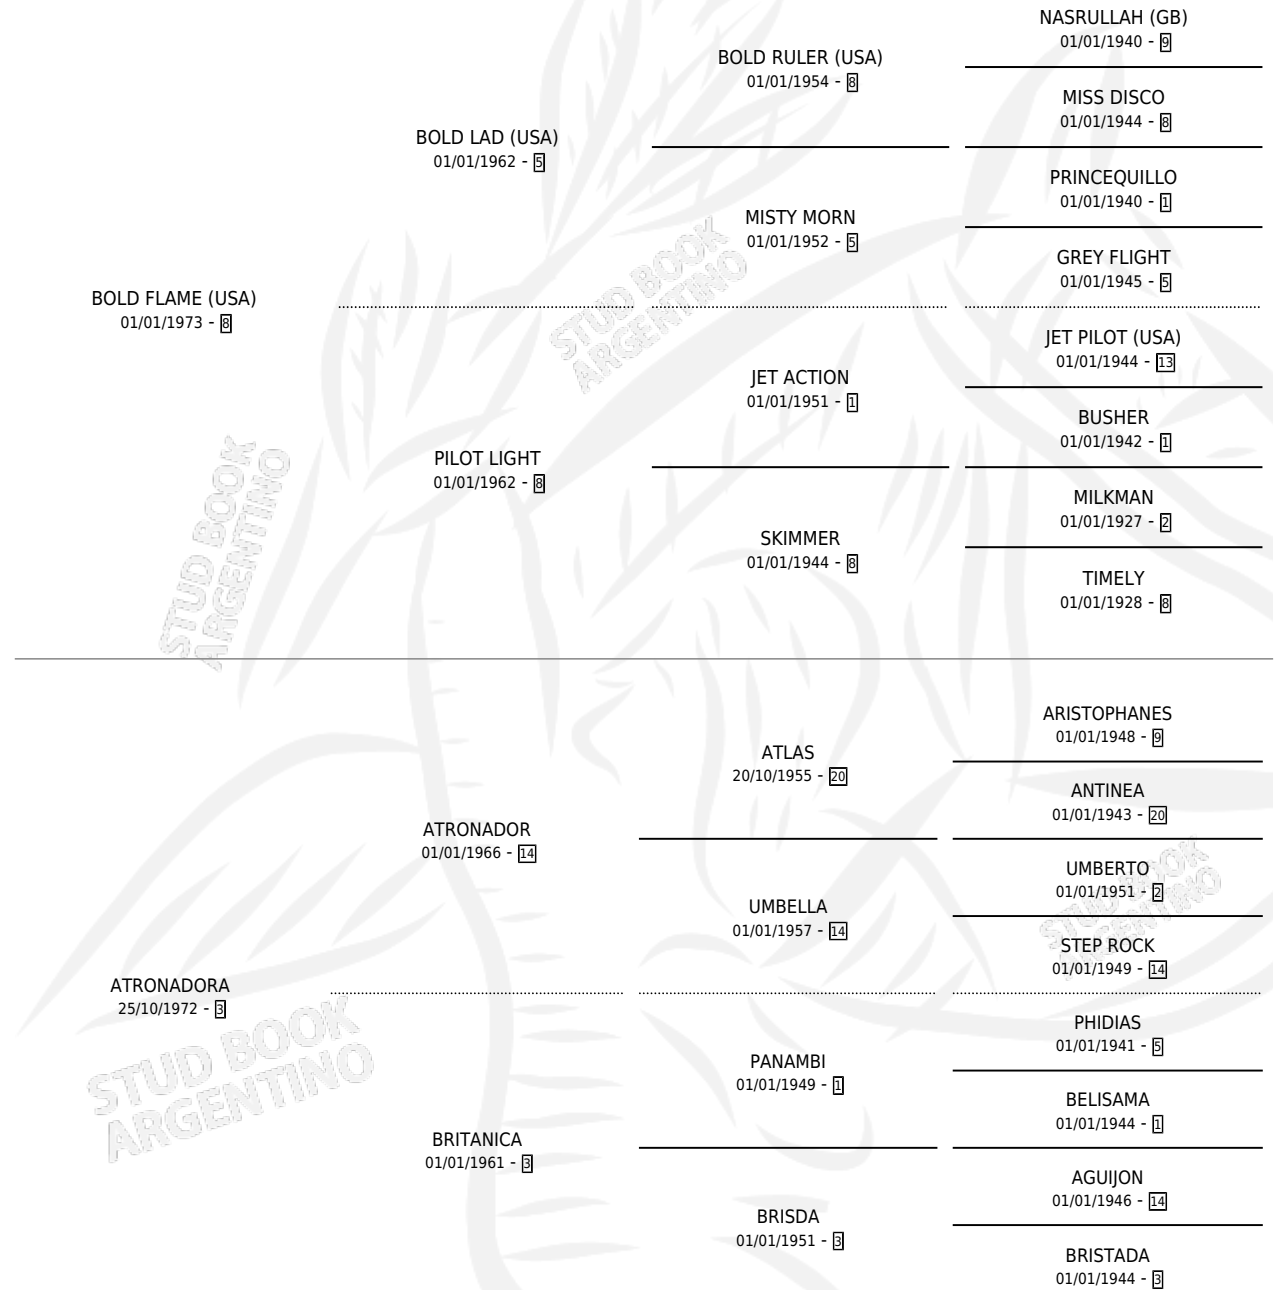 NASRULLAH (GB)
01/01/1940 - 9
BOLD RULER (USA)
01/01/1954 - 8
MISS DISCO
01/01/1944 - 8
BOLD LAD (USA)
01/01/1962 - 5
PRINCEQUILLO
01/01/1940 - 1
MISTY MORN
01/01/1952 - 5
GREY FLIGHT
01/01/1945 - 5
BOLD FLAME (USA)
01/01/1973 - 8
JET PILOT (USA)
01/01/1944 - 13
JET ACTION
01/01/1951 - 1
BUSHER
01/01/1942 - 1
PILOT LIGHT
01/01/1962 - 8
MILKMAN
01/01/1927 - 2
SKIMMER
01/01/1944 - 8
TIMELY
01/01/1928 - 8
ARISTOPHANES
01/01/1948 - 9
ATLAS
20/10/1955 - 20
ANTINEA
01/01/1943 - 20
ATRONADOR
01/01/1966 - 14
UMBERTO
01/01/1951 - 2
UMBELLA
01/01/1957 - 14
STEP ROCK
01/01/1949 - 14
ATRONADORA
25/10/1972 - 3
PHIDIAS
01/01/1941 - 5
PANAMBI
01/01/1949 - 1
BELISAMA
01/01/1944 - 1
BRITANICA
01/01/1961 - 3
AGUIJON
01/01/1946 - 14
BRISDA
01/01/1951 - 3
BRISTADA
01/01/1944 - 3
STUD BOOK
ARGENTINO
STUD BOOK
ARGENTINO
STUD BOOK
ARGENTINO
STUD BOOK
ARGENTINO